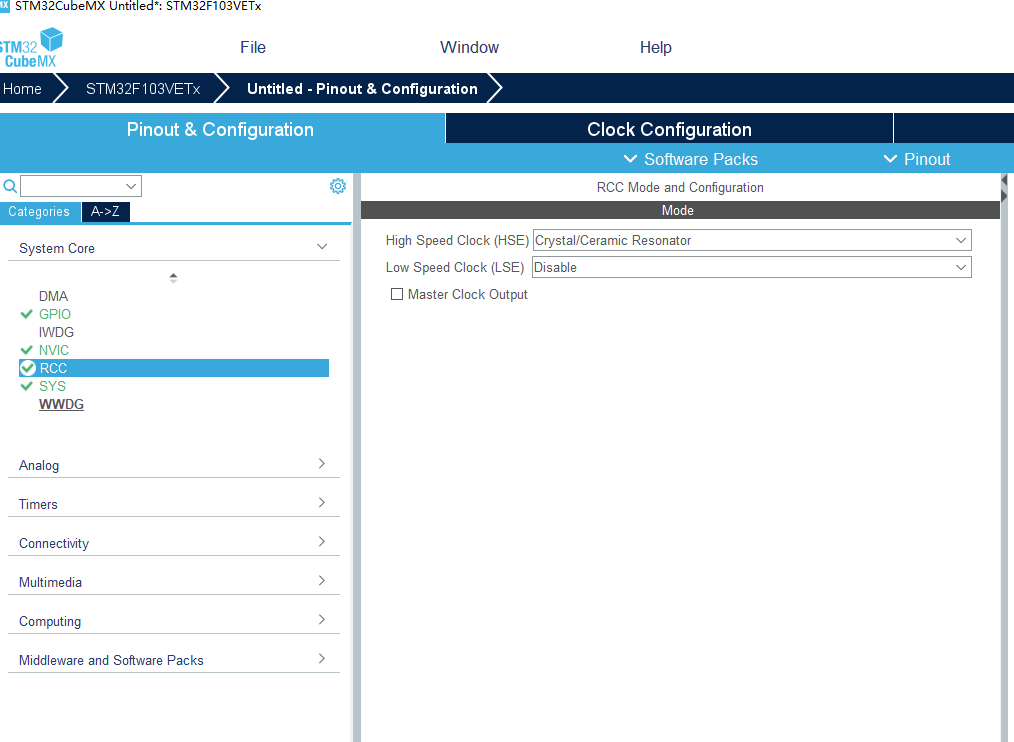 MX STM32CubeMX Untitled*: STM32F103VETx
STM32
CubeMX
File Window Help
Home STM32F103VETx Untitled - Pinout & Configuration
Pinout & Configuration Clock Configuration
Software Packs Pinout
RCC Mode and Configuration
Categories A->Z
Mode
System Core
High Speed Clock (HSE) Crystal/Ceramic Resonator
Low Speed Clock (LSE) Disable
Master Clock Output
DMA
GPIO
IWDG
NVIC
RCC
SYS
WWDG
Analog
Timers
Connectivity
Multimedia
Computing
Middleware and Software Packs